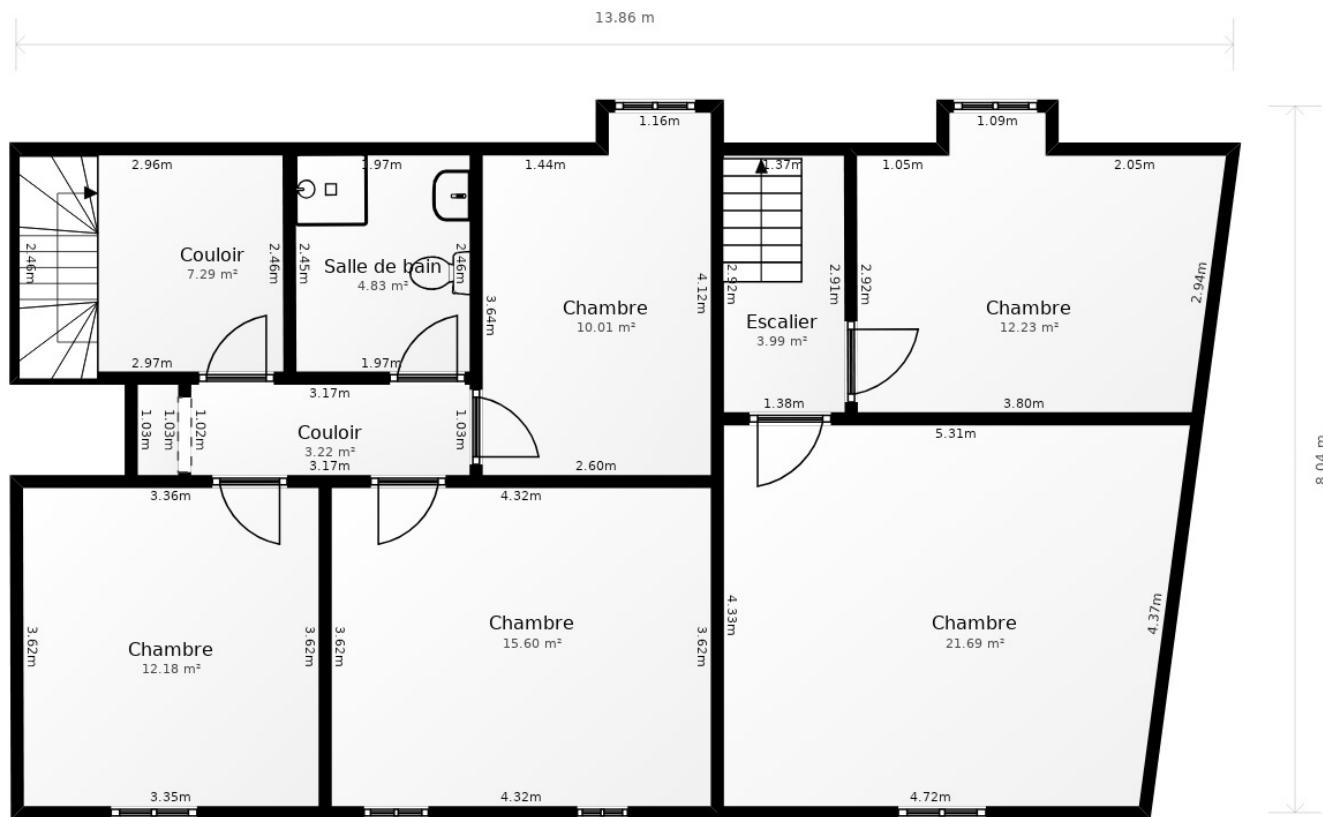 13.86 m
1.16m
1.09m
2.96m
1.97m
1.44m
1.37m
1.05m
2.05m
2.46m
Couloir
7.29 m²
2.46m
2.45m
Salle de bain
4.83 m²
2.46m
3.64m
Chambre
10.01 m²
4.12m
2.92m
Escalier
3.99 m²
2.91m
2.92m
Chambre
12.23 m²
2.94m
2.97m
1.97m
3.17m
1.38m
3.80m
1.03m
1.03m
1.02m
Couloir
3.22 m²
3.17m
1.03m
2.60m
5.31m
8.04 m
3.36m
4.32m
3.62m
Chambre
12.18 m²
3.62m
3.62m
Chambre
15.60 m²
3.62m
4.33m
Chambre
21.69 m²
4.37m
3.35m
4.32m
4.72m